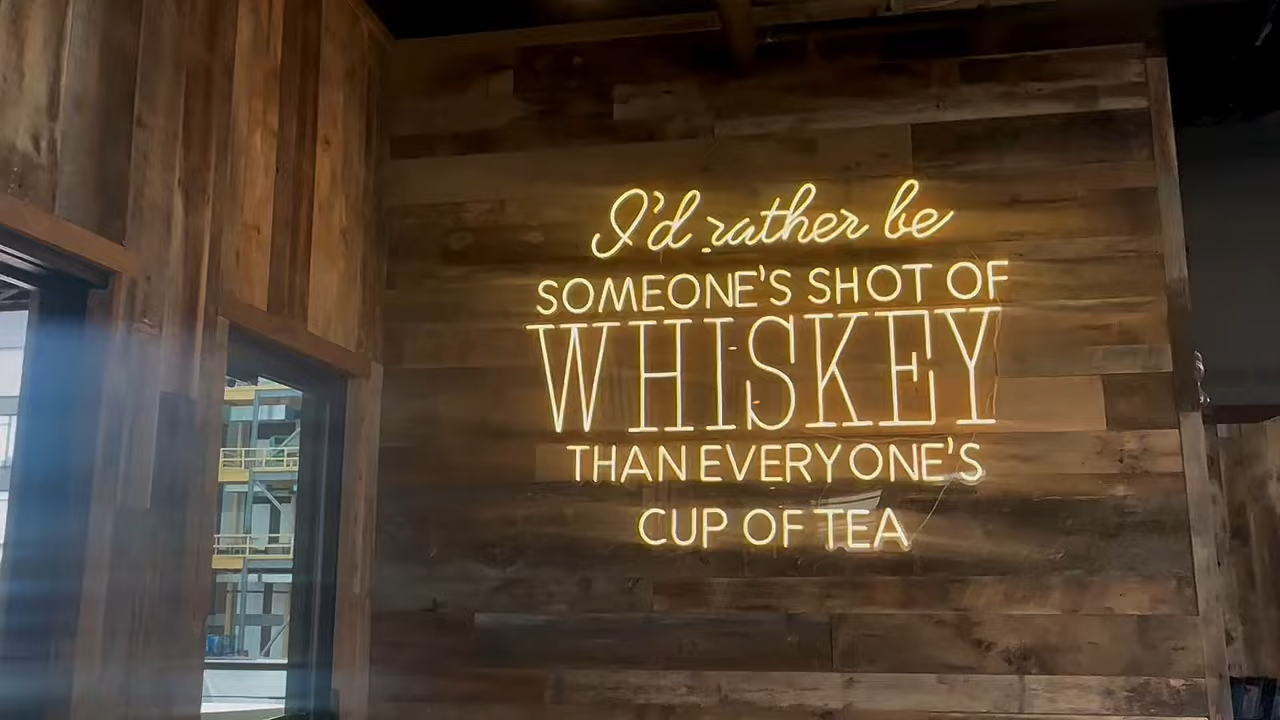 I'd rather be
SOMEONE'S SHOT OF
WHISKEY
THAN EVERYONE'S
CUP OF TEA